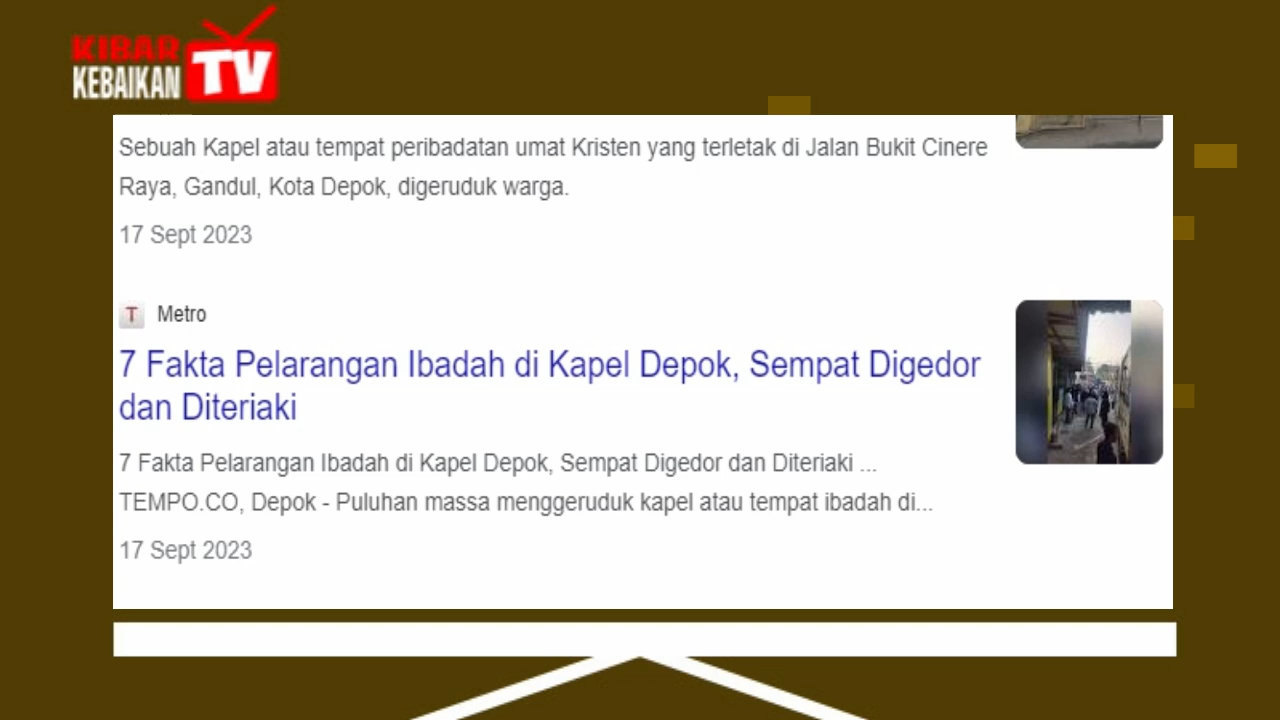 KIBAR
KEBAIKAN
TV
Sebuah Kapel atau tempat peribadatan umat Kristen yang terletak di Jalan Bukit Cinere
Raya, Gandul, Kota Depok, digeruduk warga.
17 Sept 2023
T Metro
7 Fakta Pelarangan Ibadah di Kapel Depok, Sempat Digedor
dan Diteriaki
7 Fakta Pelarangan Ibadah di Kapel Depok, Sempat Digedor dan Diteriaki ...
TEMPO.CO, Depok - Puluhan massa menggeruduk kapel atau tempat ibadah di...
17 Sept 2023